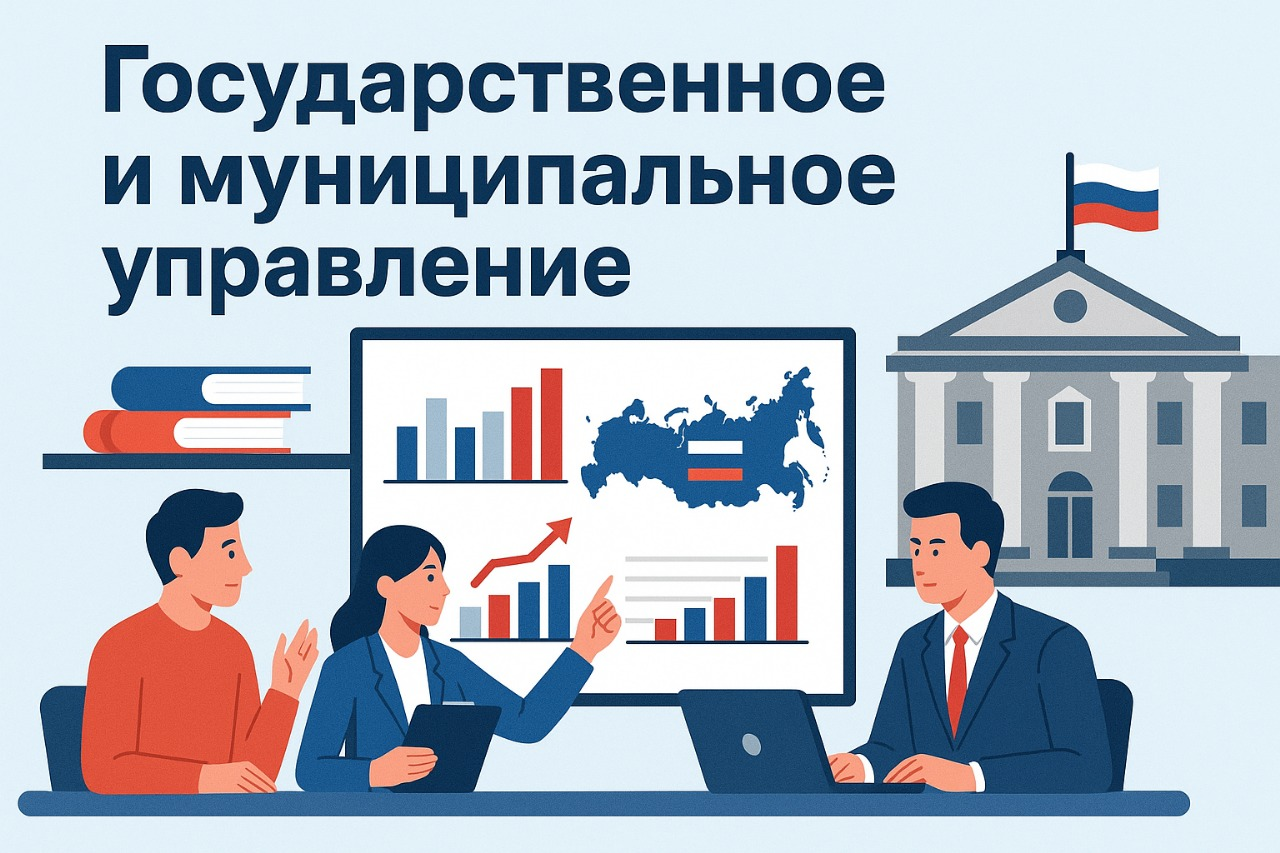 Государственное
и муниципальное
управление